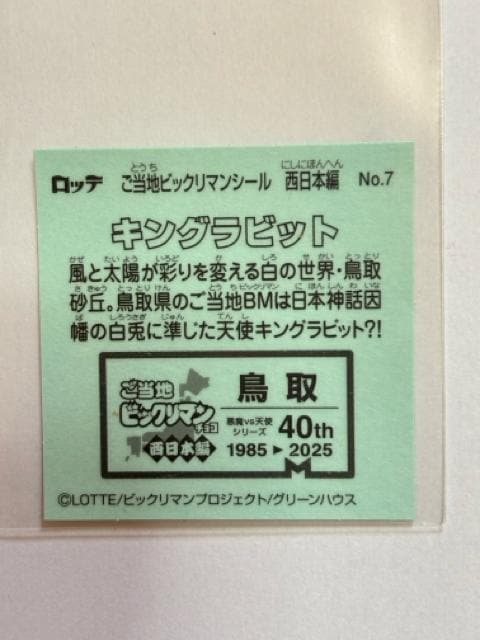 ロッテ ご当地ビックリマンシール 西日本編 No.7
キングラビット
風と太陽が彩りを変える白の世界・鳥取
砂丘。鳥取県のご当地BMは日本神話因
幡の白兎に準じた天使キングラビット?!
ご当地
ビックリマン
チョコ
西日本編
鳥取
悪魔vs天使
シリーズ
40th
1985▶2025
©LOTTE/ビックリマンプロジェクト/グリーンハウス